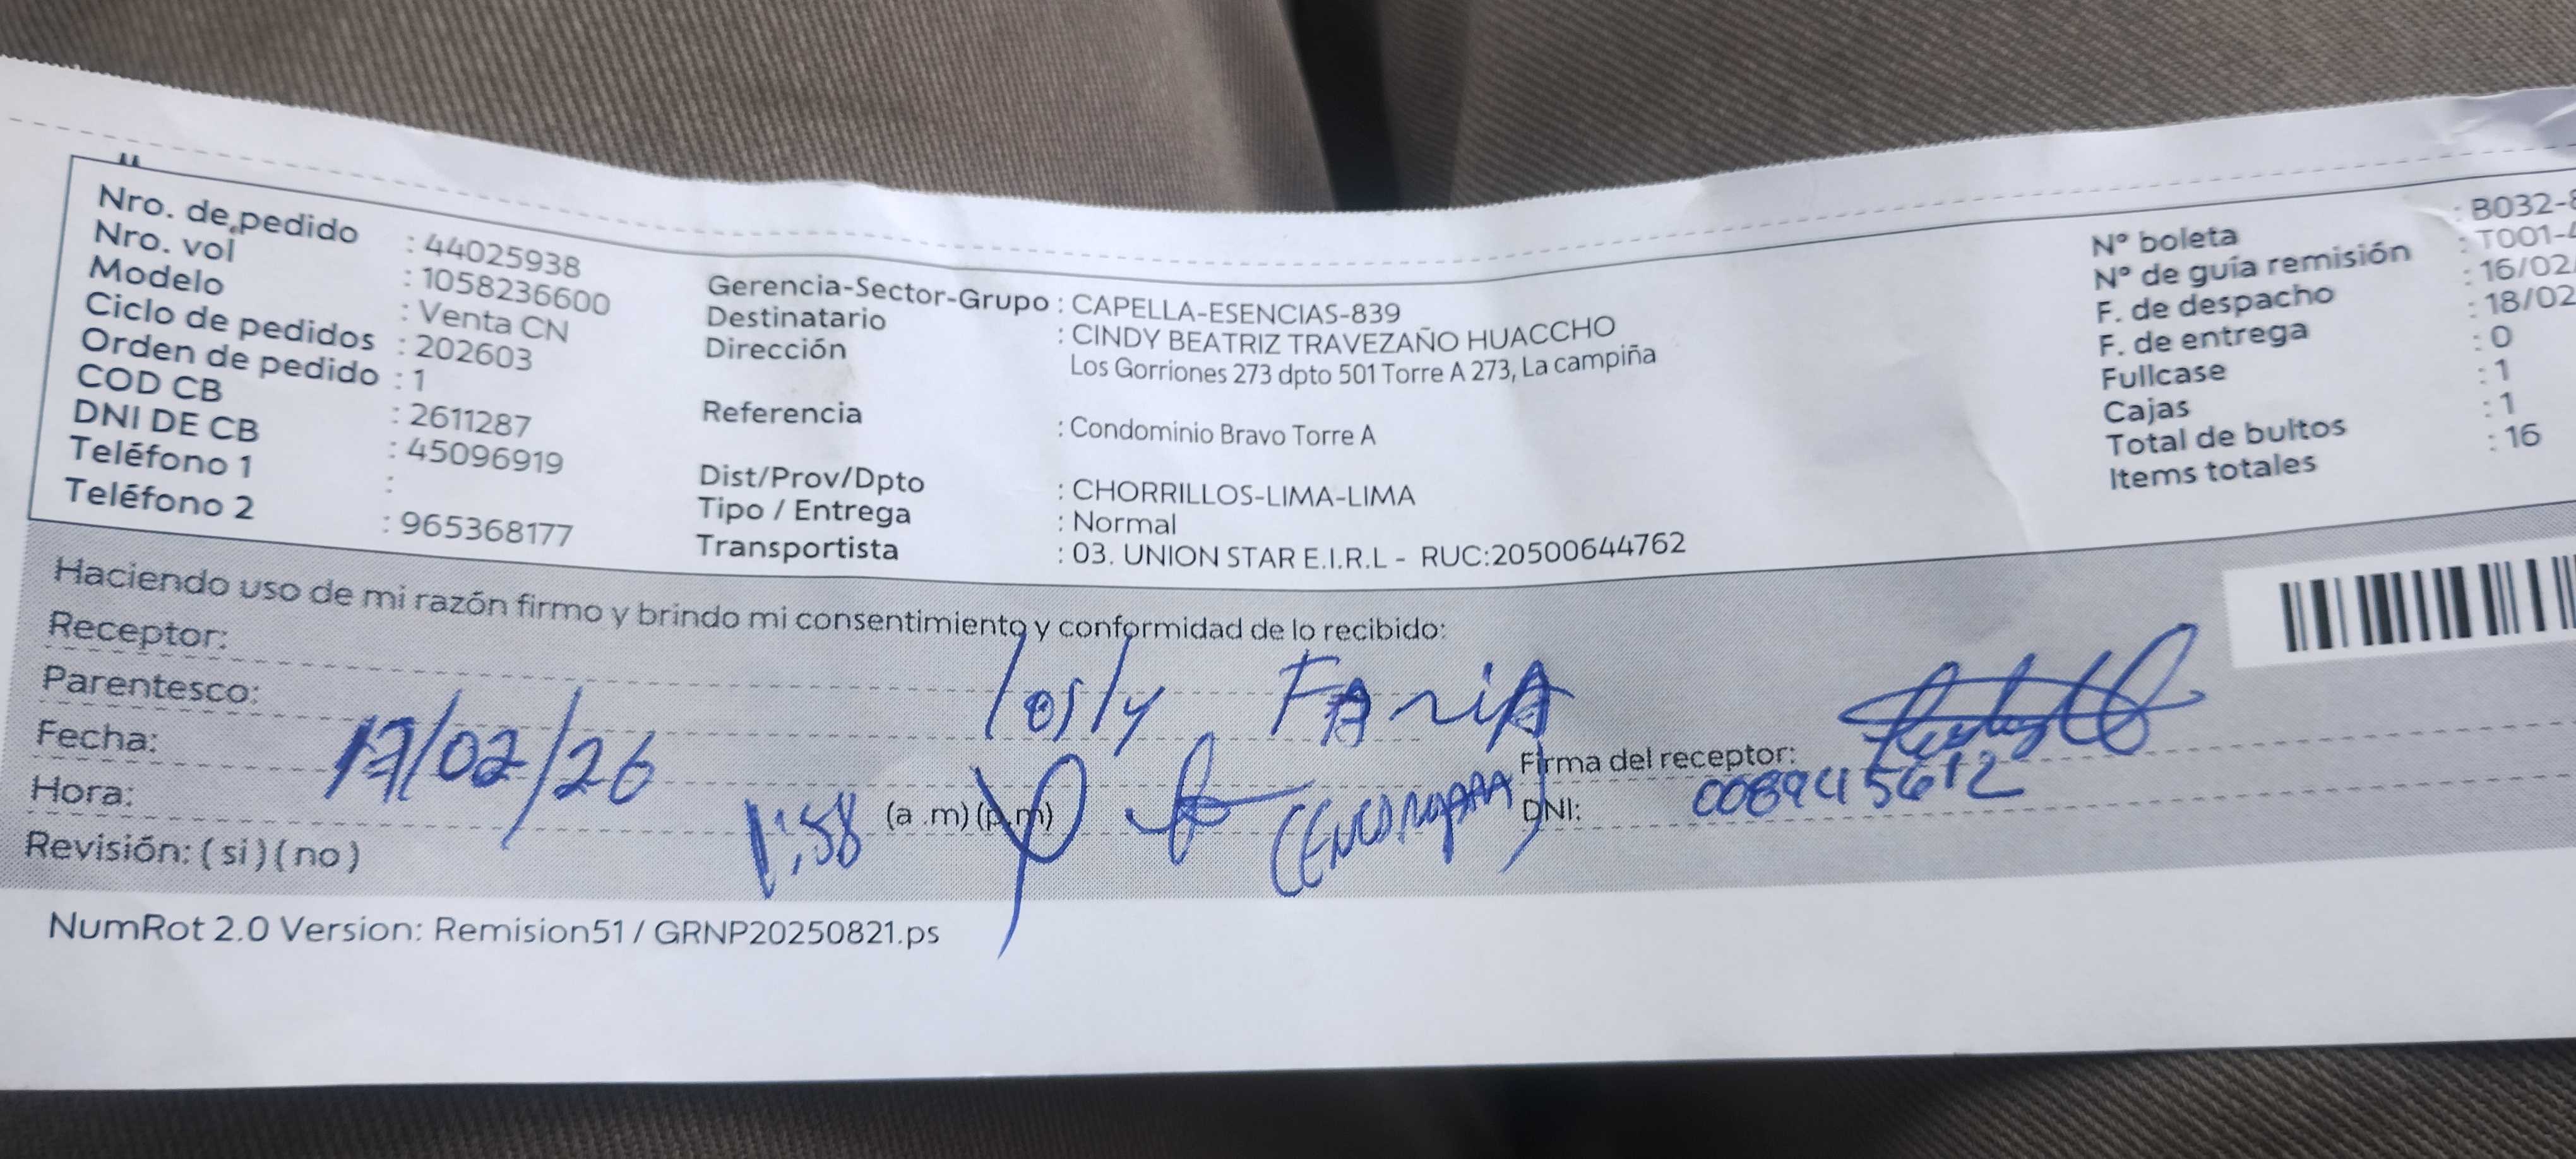 Nro. de pedido : 44025938
Nro. vol : 1058236600
Modelo : Venta CN
Ciclo de pedidos : 202603
Orden de pedido : 1
COD CB : 2611287
DNI DE CB : 45096919
Teléfono 1 :
Teléfono 2 : 965368177
Gerencia-Sector-Grupo : CAPELLA-ESENCIAS-839
Destinatario : CINDY BEATRIZ TRAVEZAÑO HUACCHO
Dirección Los Gorriones 273 dpto 501 Torre A 273, La campiña
Referencia : Condominio Bravo Torre A
Dist/Prov/Dpto : CHORRILLOS-LIMA-LIMA
Tipo / Entrega : Normal
Transportista : 03. UNION STAR E.I.R.L - RUC:20500644762
N° boleta : B032-8
N° de guía remisión : T001-4
F. de despacho : 16/02/
F. de entrega : 18/02
Fullcase : 0
Cajas : 1
Total de bultos : 1
Items totales : 16
Haciendo uso de mi razón firmo y brindo mi consentimiento y conformidad de lo recibido:
Receptor:
Parentesco:
Fecha: 17/02/26
Hora: 1:58 (a .m) (p.m)
Firma del receptor:
DNI:
Revisión: ( si ) ( no )
NumRot 2.0 Version: Remision51 / GRNP20250821.ps